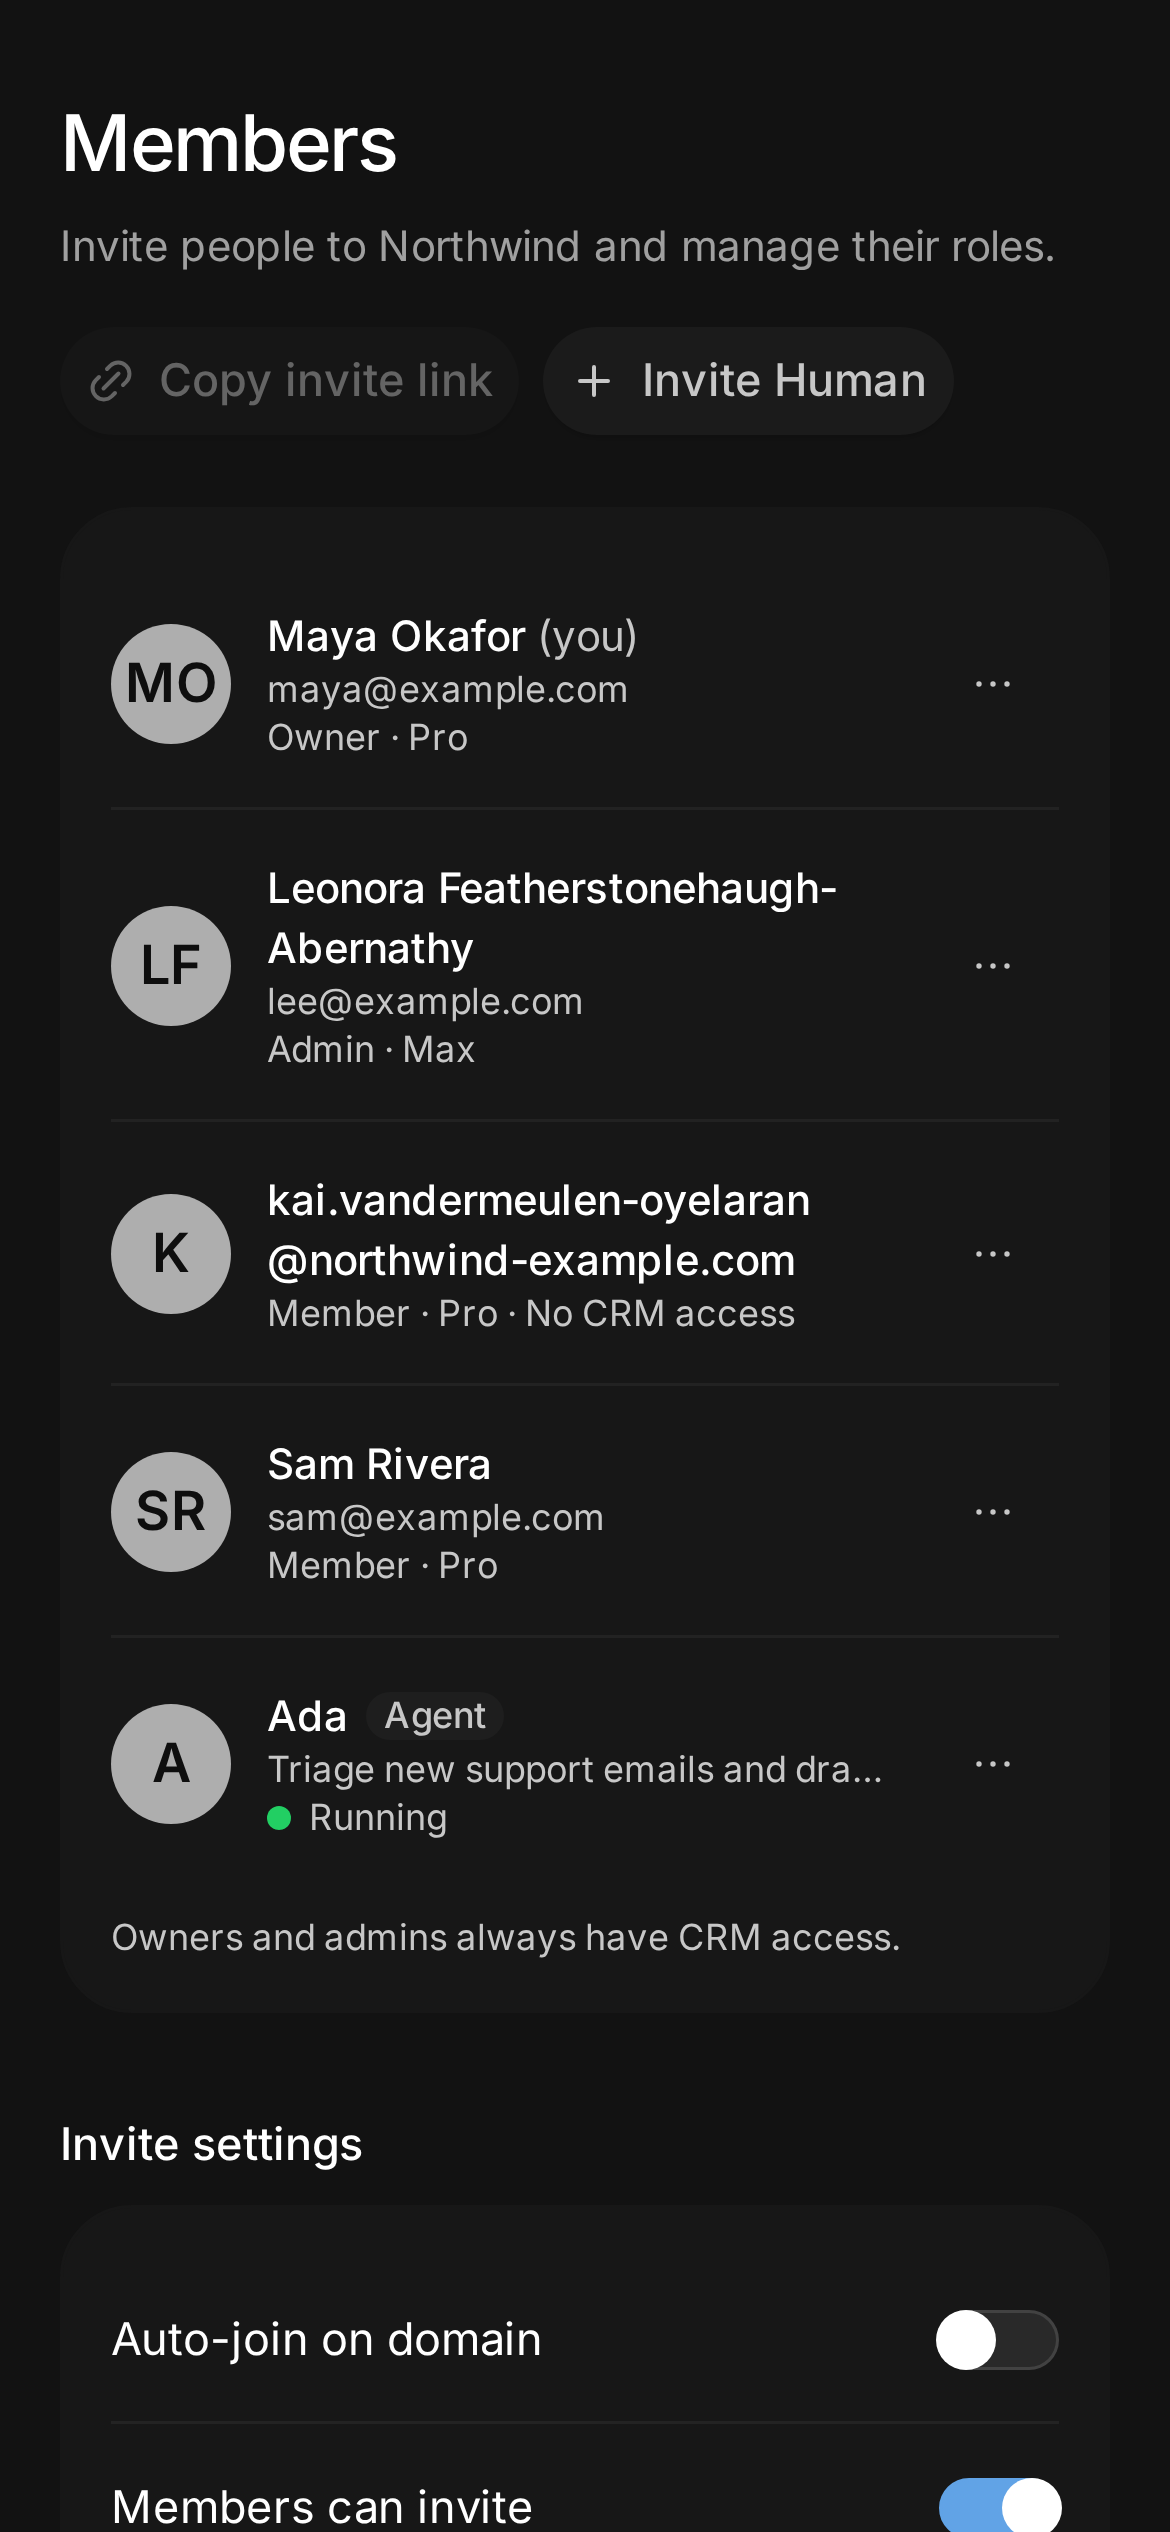 Members
Invite people to Northwind and manage their roles.
Copy invite link
Invite Human
MO
Maya Okafor (you)
maya@example.com
Owner · Pro
LF
Leonora Featherstonehaugh-
Abernathy
lee@example.com
Admin · Max
K
kai.vandermeulen-oyelaran
@northwind-example.com
Member · Pro · No CRM access
SR
Sam Rivera
sam@example.com
Member · Pro
A
Ada Agent
Triage new support emails and dra...
Running
Owners and admins always have CRM access.
Invite settings
Auto-join on domain
Members can invite